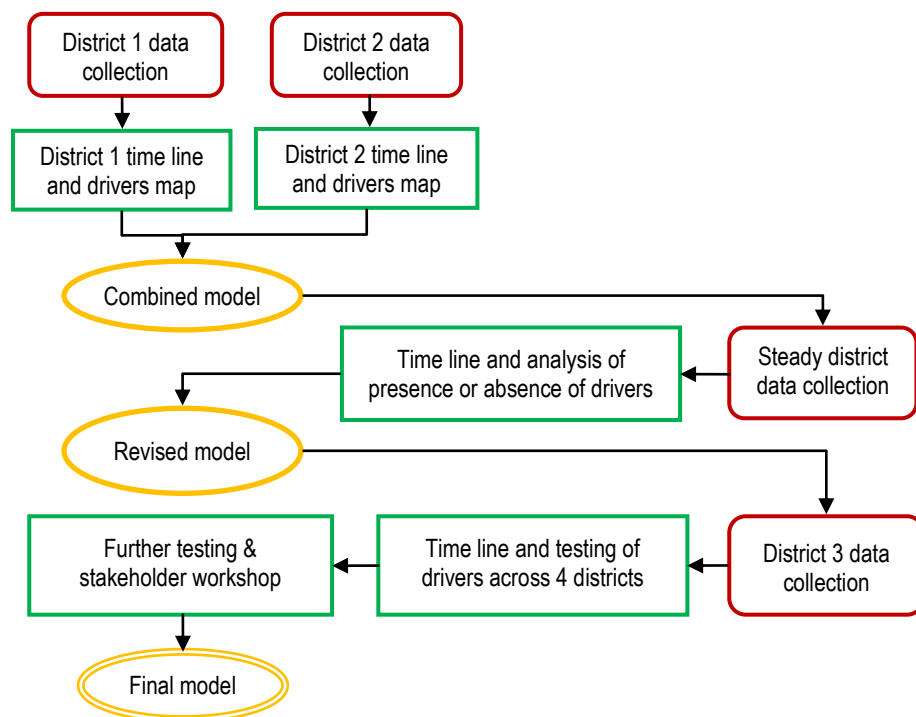 District 1 data
collection
District 2 data
collection
District 1 time line
and drivers map
District 2 time line
and drivers map
Combined model
Time line and analysis of
presence or absence of drivers
Steady district
data collection
Revised model
Further testing &
stakeholder workshop
Time line and testing of
drivers across 4 districts
District 3 data
collection
Final model